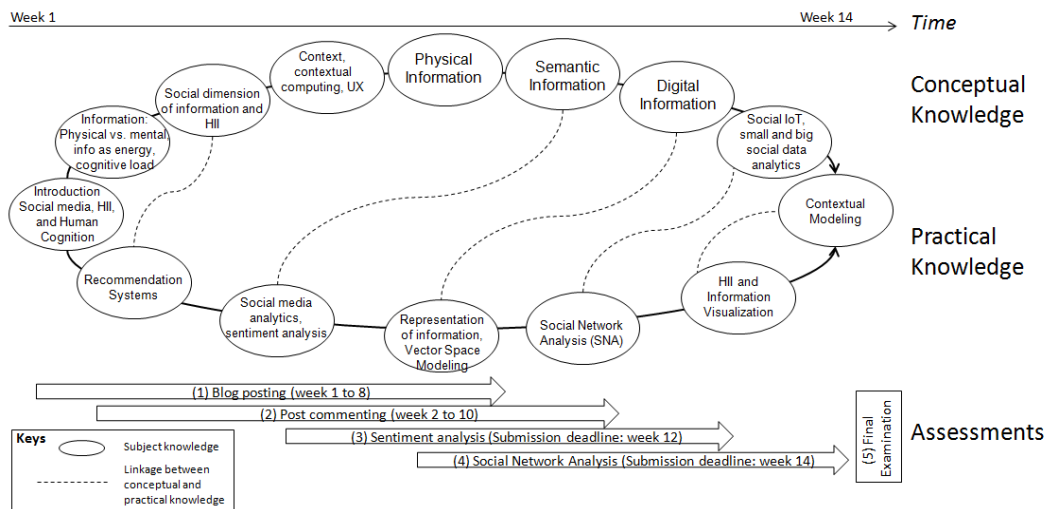 Week 1
Week 14
Time
Context,
contextual
computing, UX
Physical
Information
Semantic
Information
Digital
Information
Conceptual
Knowledge
Social dimension
of information and
HII
Information:
Physical vs. mental,
info as energy,
cognitive load
Social IoT,
small and big
social data
analytics
Introduction
Social media, HII,
and Human
Cognition
Contextual
Modeling
Practical
Knowledge
Recommendation
Systems
Social media
analytics,
sentiment analysis
Representation
of information,
Vector Space
Modeling
Social Network
Analysis (SNA)
HII and
Information
Visualization
(1) Blog posting (week 1 to 8)
(2) Post commenting (week 2 to 10)
(3) Sentiment analysis (Submission deadline: week 12)
(4) Social Network Analysis (Submission deadline: week 14)
(5) Final
Examination
Assessments
Keys
Subject knowledge
Linkage between
conceptual and
practical knowledge